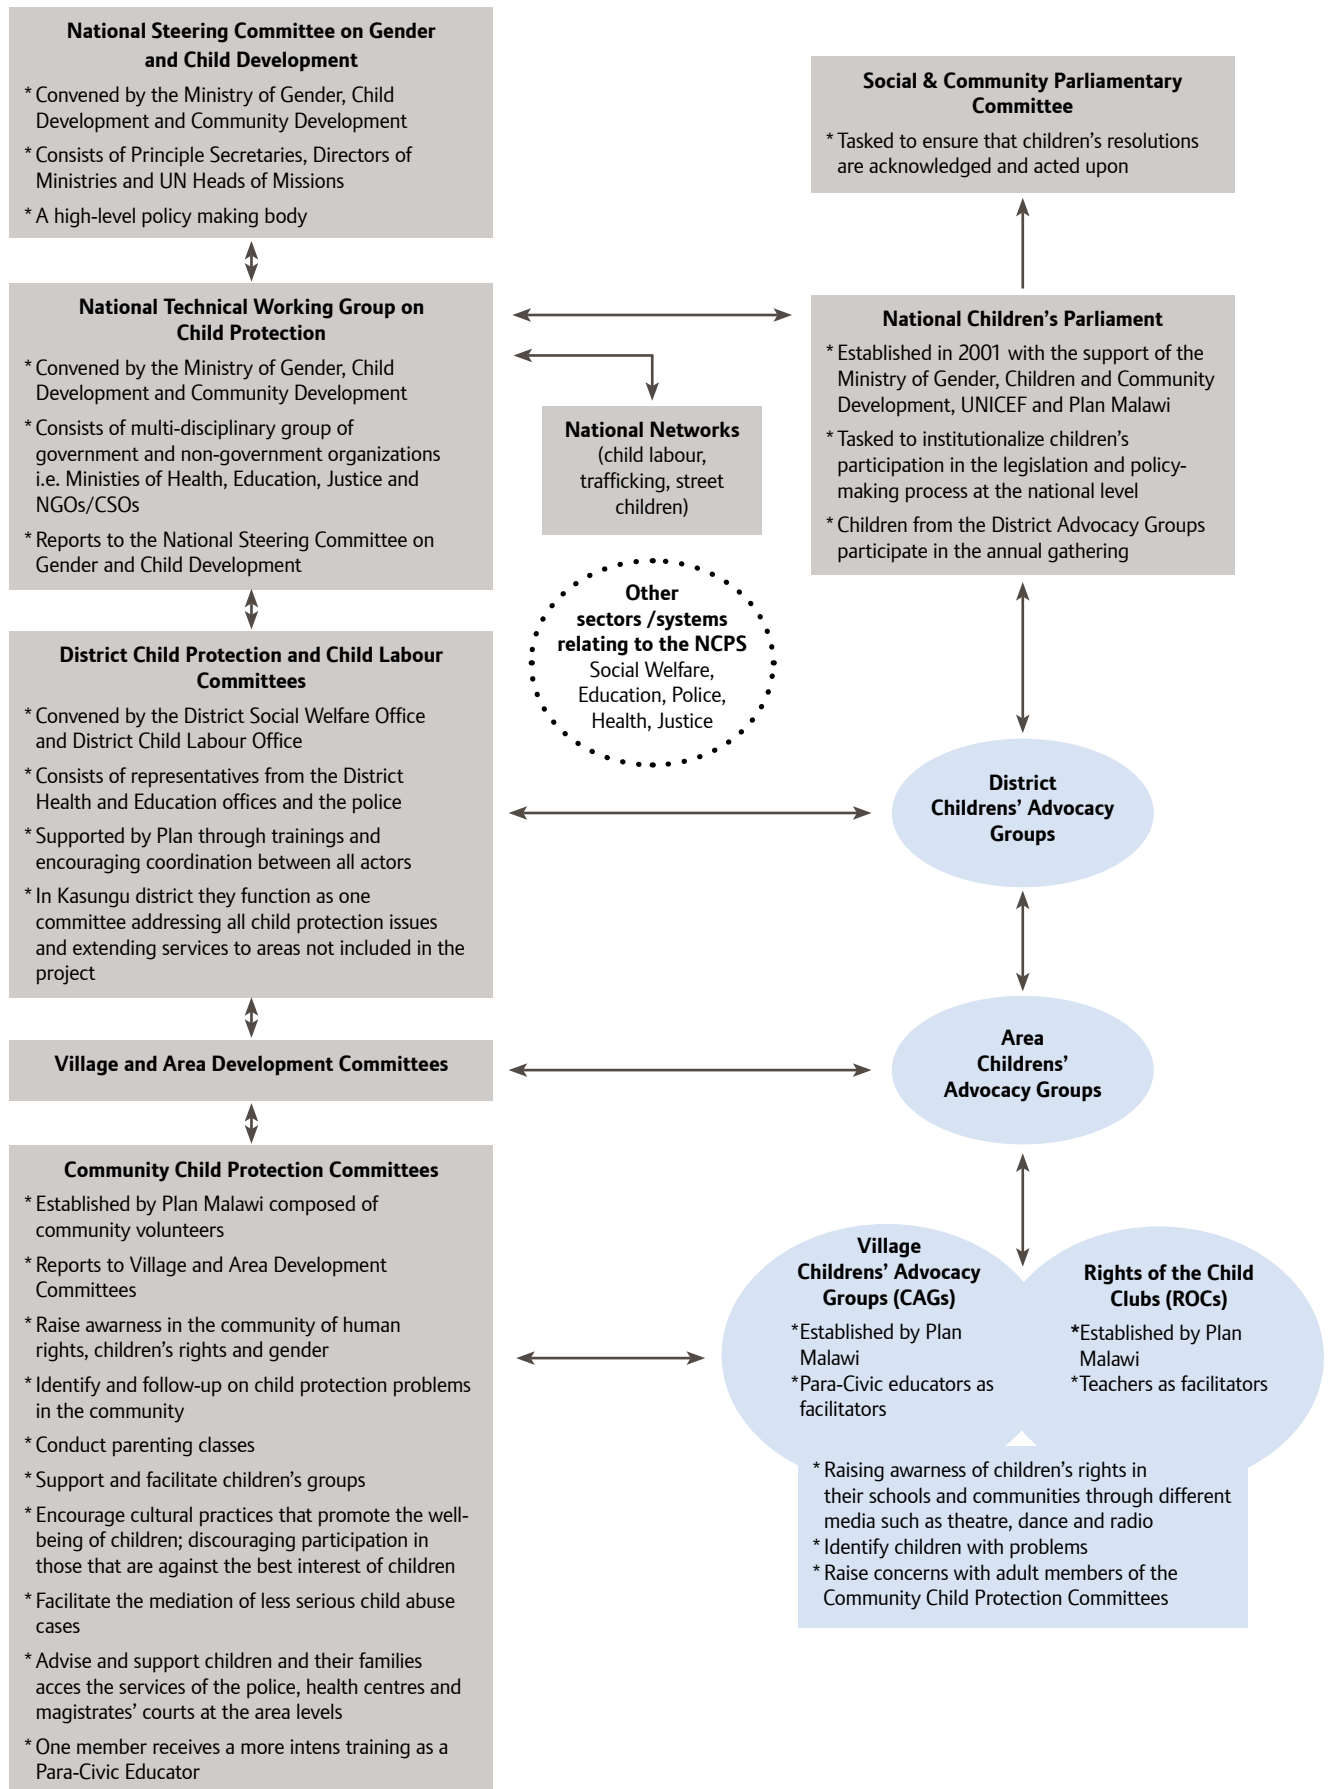 National Steering Committee on Gender
and Child Development
* Convened by the Ministry of Gender, Child
Development and Community Development
* Consists of Principle Secretaries, Directors of
Ministries and UN Heads of Missions
* A high-level policy making body
Social & Community Parliamentary
Committee
* Tasked to ensure that children’s resolutions
are acknowledged and acted upon
National Technical Working Group on
Child Protection
* Convened by the Ministry of Gender, Child
Development and Community Development
* Consists of multi-disciplinary group of
government and non-government organizations
i.e. Ministies of Health, Education, Justice and
NGOs/CSOs
* Reports to the National Steering Committee on
Gender and Child Development
National Networks
(child labour,
trafficking, street
children)
National Children’s Parliament
* Established in 2001 with the support of the
Ministry of Gender, Children and Community
Development, UNICEF and Plan Malawi
* Tasked to institutionalize children’s
participation in the legislation and policy-
making process at the national level
* Children from the District Advocacy Groups
participate in the annual gathering
Other
sectors /systems
relating to the NCPS
Social Welfare,
Education, Police,
Health, Justice
District Child Protection and Child Labour
Committees
* Convened by the District Social Welfare Office
and District Child Labour Office
* Consists of representatives from the District
Health and Education offices and the police
* Supported by Plan through trainings and
encouraging coordination between all actors
* In Kasungu district they function as one
committee addressing all child protection issues
and extending services to areas not included in the
project
District
Childrens’ Advocacy
Groups
Village and Area Development Committees
Area
Childrens’
Advocacy Groups
Community Child Protection Committees
* Established by Plan Malawi composed of
community volunteers
* Reports to Village and Area Development
Committees
* Raise awarness in the community of human
rights, children’s rights and gender
* Identify and follow-up on child protection problems
in the community
* Conduct parenting classes
* Support and facilitate children’s groups
* Encourage cultural practices that promote the well-
being of children; discouraging participation in
those that are against the best interest of children
* Facilitate the mediation of less serious child abuse
cases
* Advise and support children and their families
acces the services of the police, health centres and
magistrates’ courts at the area levels
* One member receives a more intens training as a
Para-Civic Educator
Village
Childrens’ Advocacy
Groups (CAGs)
*Established by Plan
Malawi
*Para-Civic educators as
facilitators
Rights of the Child
Clubs (ROCs)
*Established by Plan
Malawi
*Teachers as facilitators
* Raising awarness of children’s rights in
their schools and communities through different
media such as theatre, dance and radio
* Identify children with problems
* Raise concerns with adult members of the
Community Child Protection Committees